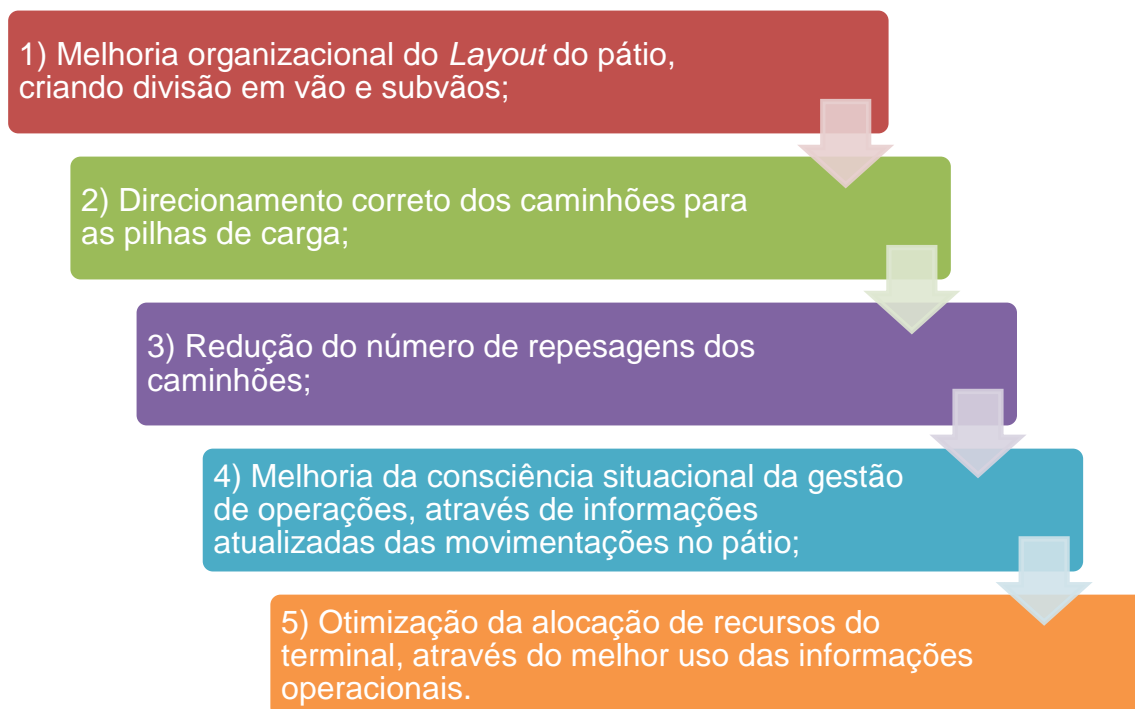 1) Melhoria organizacional do Layout do pátio,
criando divisão em vão e subvãos;
2) Direcionamento correto dos caminhões para
as pilhas de carga;
3) Redução do número de repesagens dos
caminhões;
4) Melhoria da consciência situacional da gestão
de operações, através de informações
atualizadas das movimentações no pátio;
5) Otimização da alocação de recursos do
terminal, através do melhor uso das informações
operacionais.